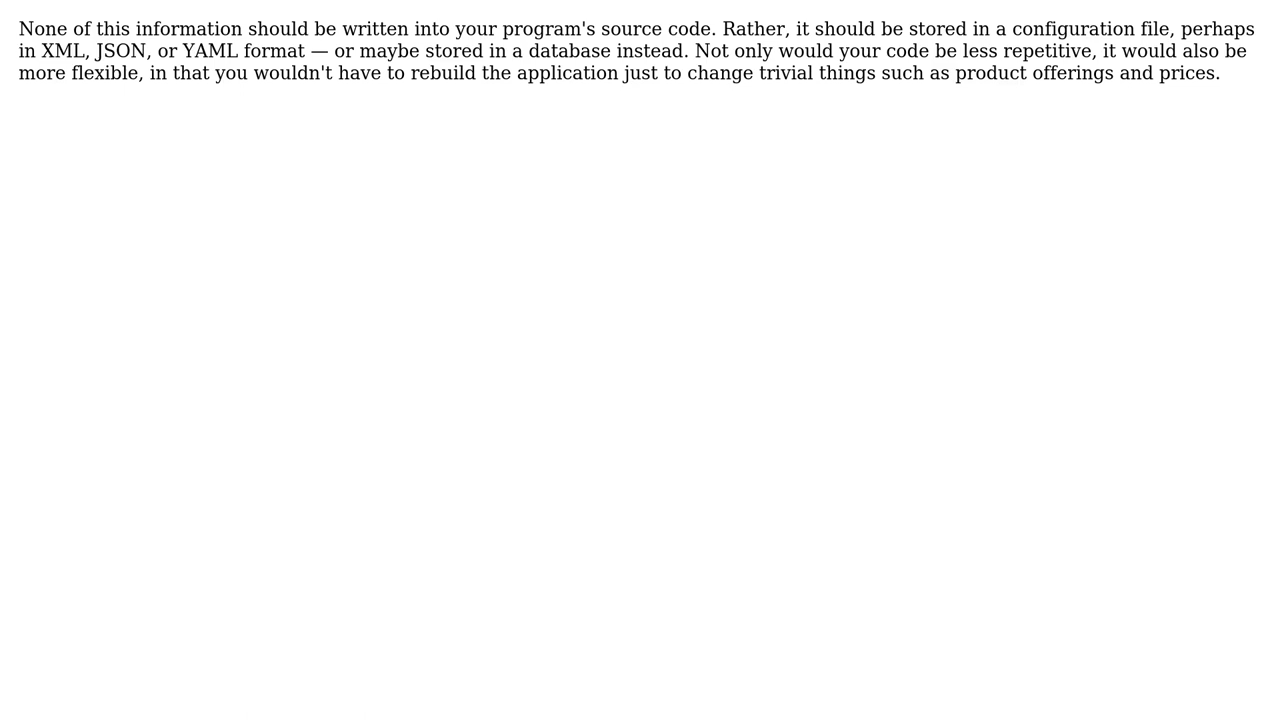 None of this information should be written into your program's source code. Rather, it should be stored in a configuration file, perhaps
in XML, JSON, or YAML format — or maybe stored in a database instead. Not only would your code be less repetitive, it would also be
more flexible, in that you wouldn't have to rebuild the application just to change trivial things such as product offerings and prices.